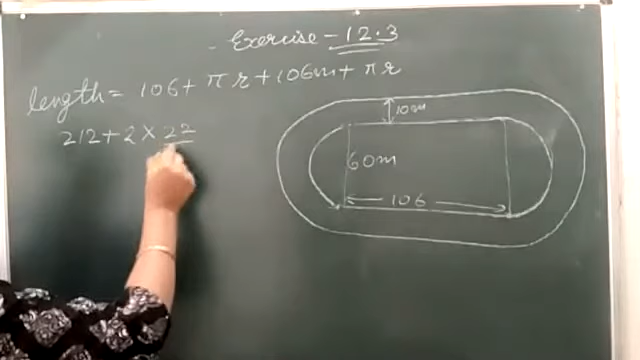 Exercise - 12.3
length = 106 + πr + 106m + πr
212 + 2 × 22
10m
60m
106